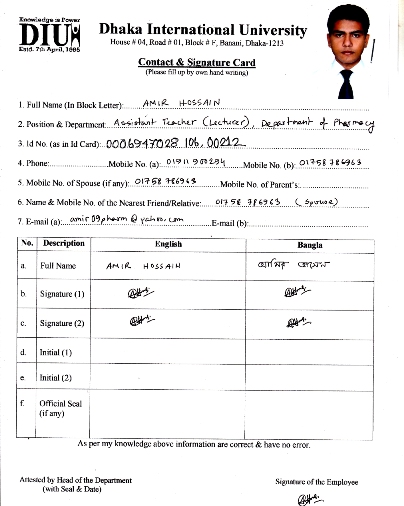 Knowledge is Power
DIU
Estd. 7th April, 1995
Dhaka International University
House # 04, Road # 01, Block # F, Banani, Dhaka-1213
Contact & Signature Card
(Please fill up by own hand writing)
1. Full Name (In Block Letter): AMIR HOSSAIN
2. Position & Department: Assistant Teacher (Lecturer), Department of Pharmacy
3. Id No. (as in Id Card): 0006947028 106, 00212
4. Phone: Mobile No. (a): 01911 900294 Mobile No. (b): 01758 786963
5. Mobile No. of Spouse (if any): 01758 786963 Mobile No. of Parent's:
6. Name & Mobile No. of the Nearest Friend/Relative: 01758 786963 (Spouse)
7. E-mail (a): amir09pharm@yahoo.com E-mail (b):
No. Description English Bangla
a. Full Name AMIR HOSSAIN আমির হোসেন
b. Signature (1)
c. Signature (2)
d. Initial (1)
e. Initial (2)
f. Official Seal
(if any)
As per my knowledge above information are correct & have no error.
Attested by Head of the Department
(with Seal & Date)
Signature of the Employee